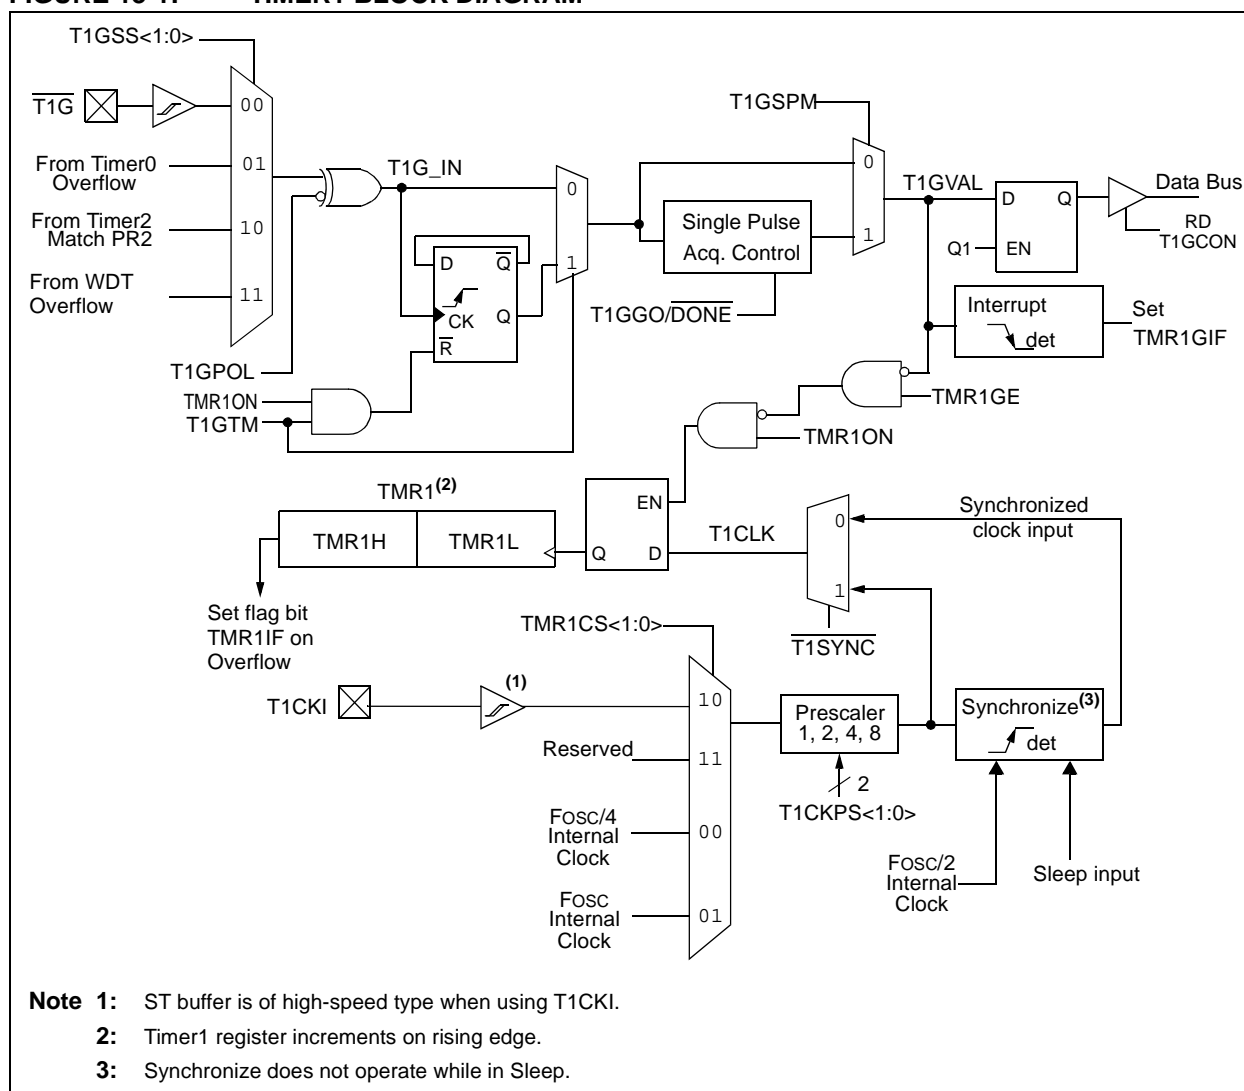 T1GSS<1:0>
T1G
00
From Timer0
Overflow
01
From Timer2
Match PR2
10
From WDT
Overflow
11
T1GPOL
TMR1ON
T1GTM
T1G_IN
D
Q
CK
Q
R
0
1
T1GSPM
Single Pulse
Acq. Control
T1GGO/DONE
0
1
T1GVAL
D
Q
Q1
EN
Data Bus
RD
T1GCON
Interrupt
det
Set
TMR1GIF
TMR1GE
TMR1ON
TMR1(2)
TMR1H
TMR1L
EN
Q
D
T1CLK
0
1
T1SYNC
Synchronized
clock input
Set flag bit
TMR1IF on
Overflow
TMR1CS<1:0>
T1CKI
(1)
10
Reserved
11
FOSC/4
Internal
Clock
00
FOSC
Internal
Clock
01
Prescaler
1, 2, 4, 8
2
T1CKPS<1:0>
Synchronize(3)
det
FOSC/2
Internal
Clock
Sleep input
Note 1: ST buffer is of high-speed type when using T1CKI.
2: Timer1 register increments on rising edge.
3: Synchronize does not operate while in Sleep.